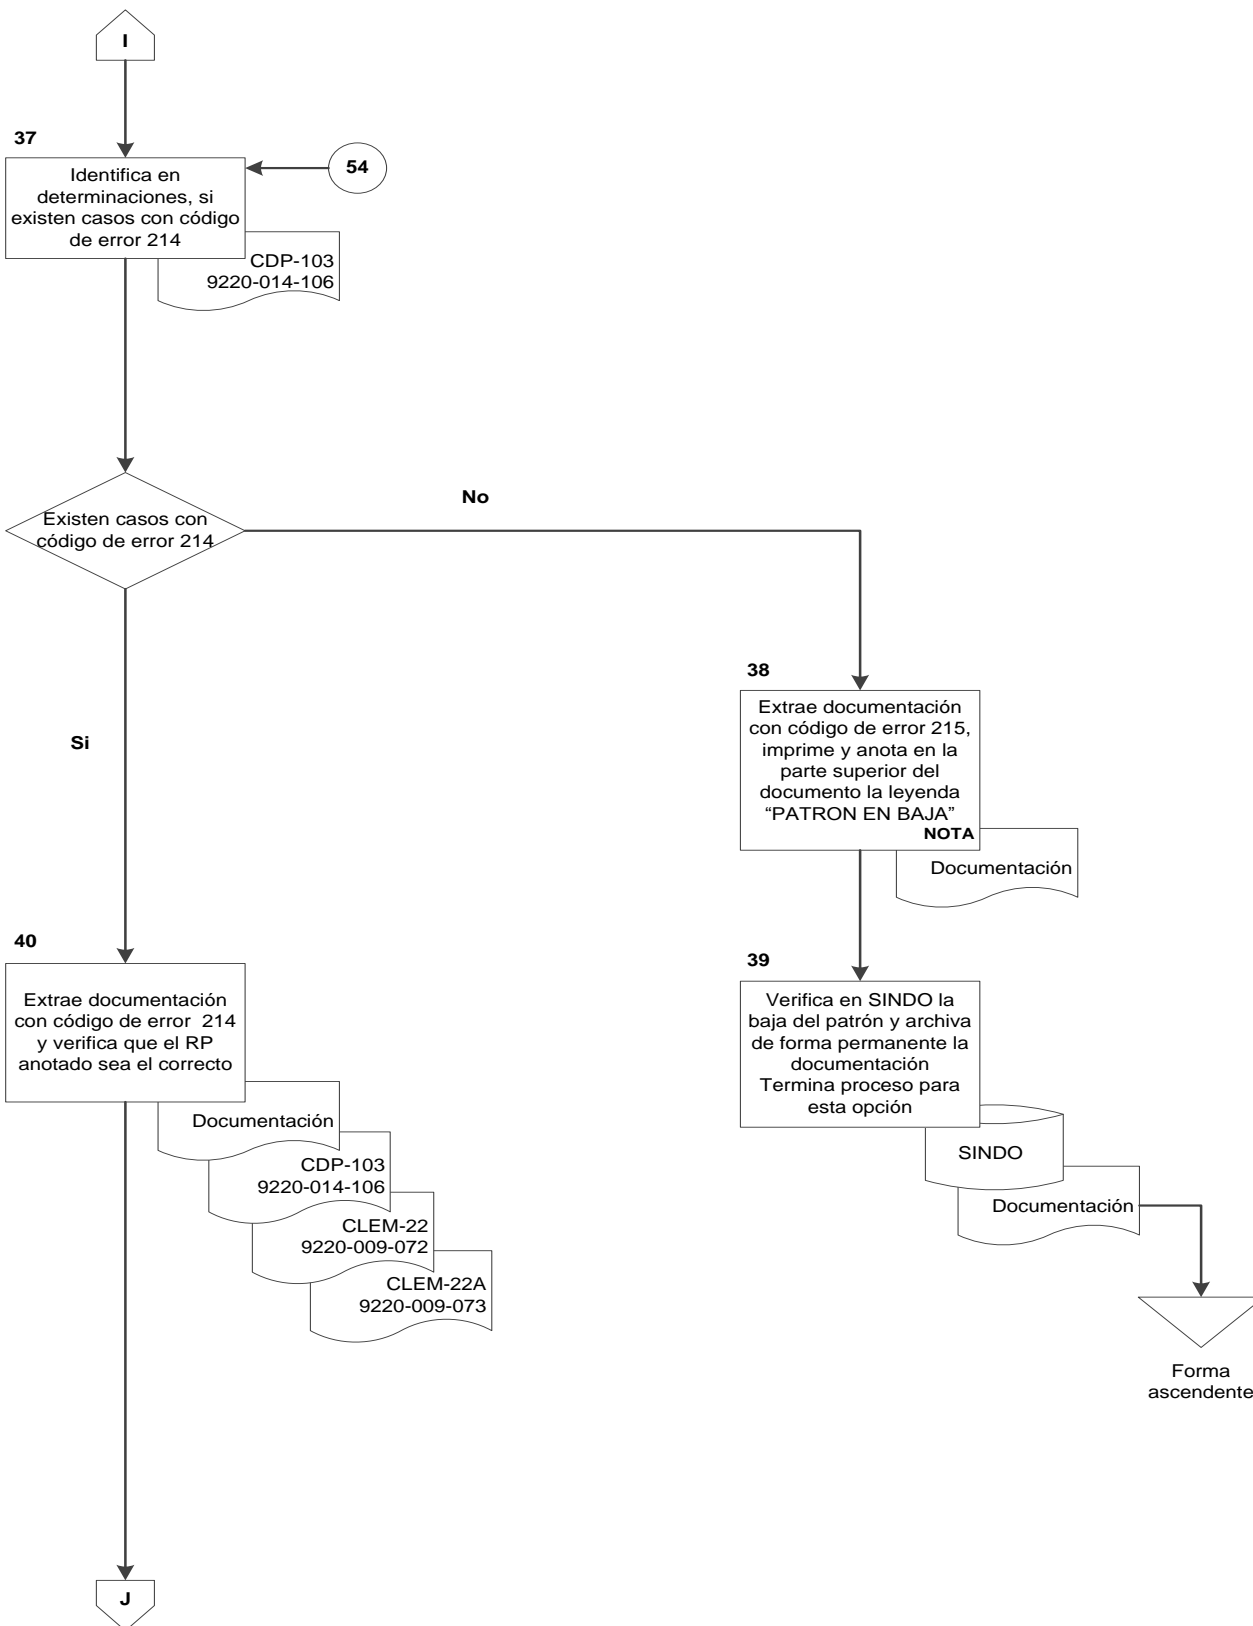 I
37
54
Identifica en
determinaciones, si
existen casos con código
de error 214
CDP-103
9220-014-106
No
Existen casos con
código de error 214
38
Extrae documentación
con código de error 215,
imprime y anota en la
parte superior del
documento la leyenda
“PATRON EN BAJA”
NOTA
Documentación
Si
40
Extrae documentación
con código de error 214
y verifica que el RP
anotado sea el correcto
Documentación
CDP-103
9220-014-106
CLEM-22
9220-009-072
CLEM-22A
9220-009-073
39
Verifica en SINDO la
baja del patrón y archiva
de forma permanente la
documentación
Termina proceso para
esta opción
SINDO
Documentación
Forma
ascendente
J